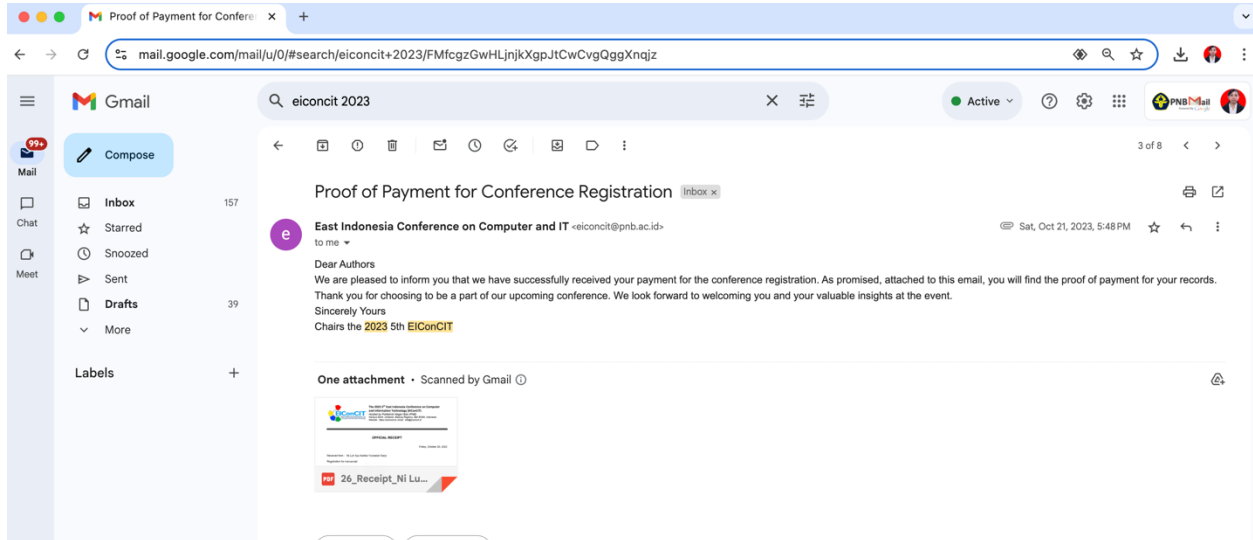 Proof of Payment for Conferen
mail.google.com/mail/u/0/#search/eiconcit+2023/FMfcgzGwHLjnjkXgpJtCwCvgQggXnqjz
Gmail
eiconcit 2023
Active
PNB Mail
99+
Mail
Compose
3 of 8
Chat
Meet
Inbox 157
Starred
Snoozed
Sent
Drafts 39
More
Labels
Proof of Payment for Conference Registration Inbox x
e
East Indonesia Conference on Computer and IT <eiconcit@pnb.ac.id>
Sat, Oct 21, 2023, 5:48 PM
to me
Dear Authors
We are pleased to inform you that we have successfully received your payment for the conference registration. As promised, attached to this email, you will find the proof of payment for your records.
Thank you for choosing to be a part of our upcoming conference. We look forward to welcoming you and your valuable insights at the event.
Sincerely Yours
Chairs the 2023 5th EIConCIT
One attachment • Scanned by Gmail
EIConCIT
OFFICIAL RECEIPT
PDF
26_Receipt_Ni Lu...